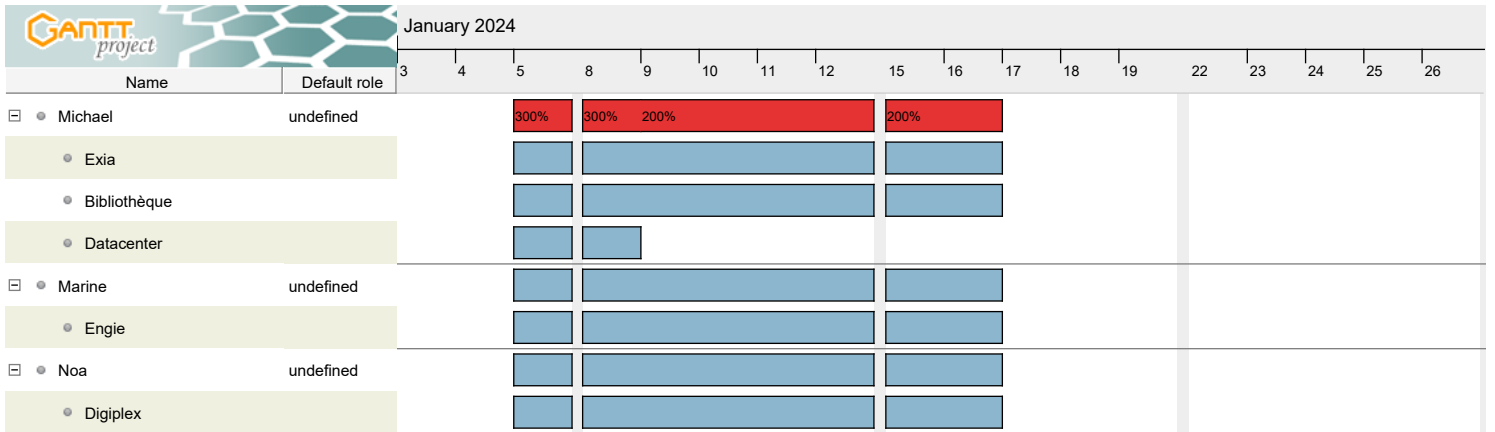 GANTT
project
January 2024
Name Default role
3 4 5 8 9 10 11 12 15 16 17 18 19 22 23 24 25 26
Michael undefined 300% 300% 200% 200%
Exia
Bibliothèque
Datacenter
Marine undefined
Engie
Noa undefined
Digiplex